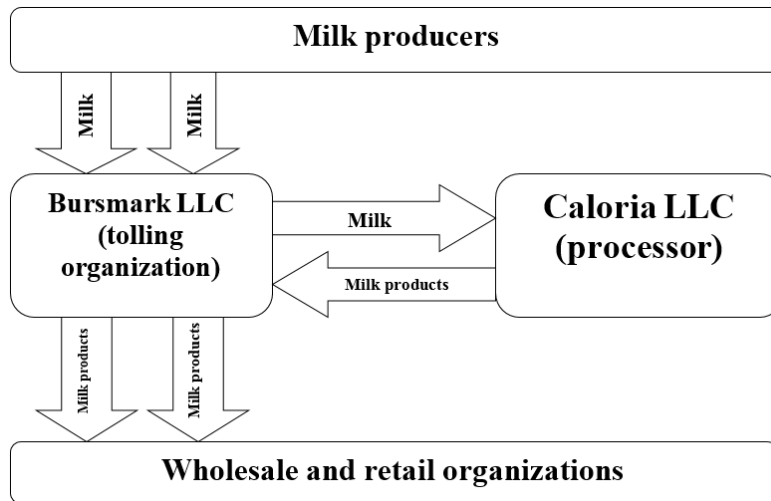 Milk producers
Milk
Milk
Bursmark LLC
(tolling
organization)
Milk
Caloria LLC
(processor)
Milk products
Milk products
Milk products
Wholesale and retail organizations